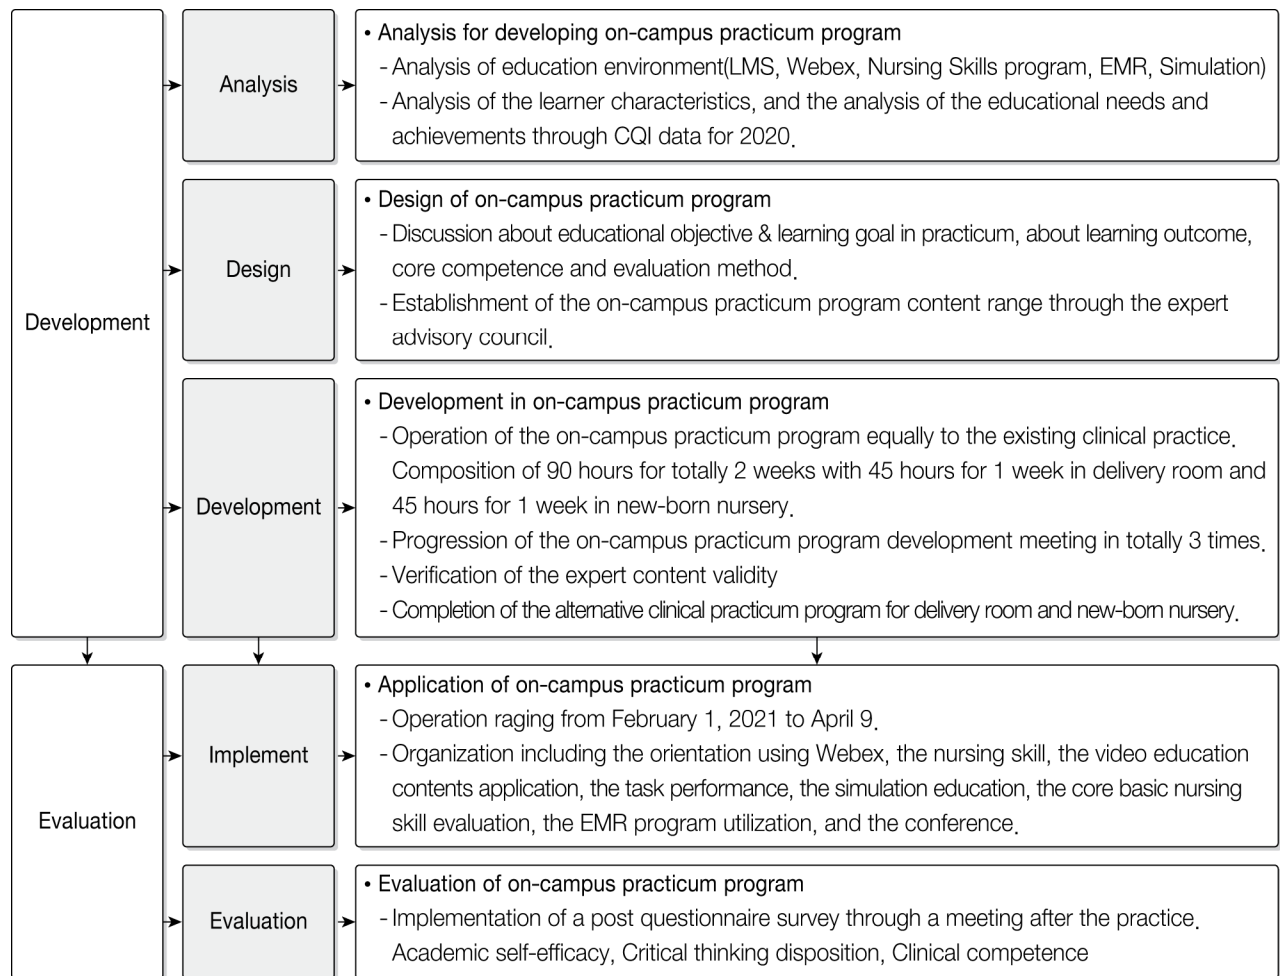 Development
Analysis
• Analysis for developing on-campus practicum program
- Analysis of education environment(LMS, Webex, Nursing Skills program, EMR, Simulation)
- Analysis of the learner characteristics, and the analysis of the educational needs and
achievements through CQI data for 2020.
Design
• Design of on-campus practicum program
- Discussion about educational objective & learning goal in practicum, about learning outcome,
core competence and evaluation method.
- Establishment of the on-campus practicum program content range through the expert
advisory council.
Development
• Development in on-campus practicum program
- Operation of the on-campus practicum program equally to the existing clinical practice.
Composition of 90 hours for totally 2 weeks with 45 hours for 1 week in delivery room and
45 hours for 1 week in new-born nursery.
- Progression of the on-campus practicum program development meeting in totally 3 times.
- Verification of the expert content validity
- Completion of the alternative clinical practicum program for delivery room and new-born nursery.
Evaluation
Implement
• Application of on-campus practicum program
- Operation raging from February 1, 2021 to April 9.
- Organization including the orientation using Webex, the nursing skill, the video education
contents application, the task performance, the simulation education, the core basic nursing
skill evaluation, the EMR program utilization, and the conference.
Evaluation
• Evaluation of on-campus practicum program
- Implementation of a post questionnaire survey through a meeting after the practice.
Academic self-efficacy, Critical thinking disposition, Clinical competence